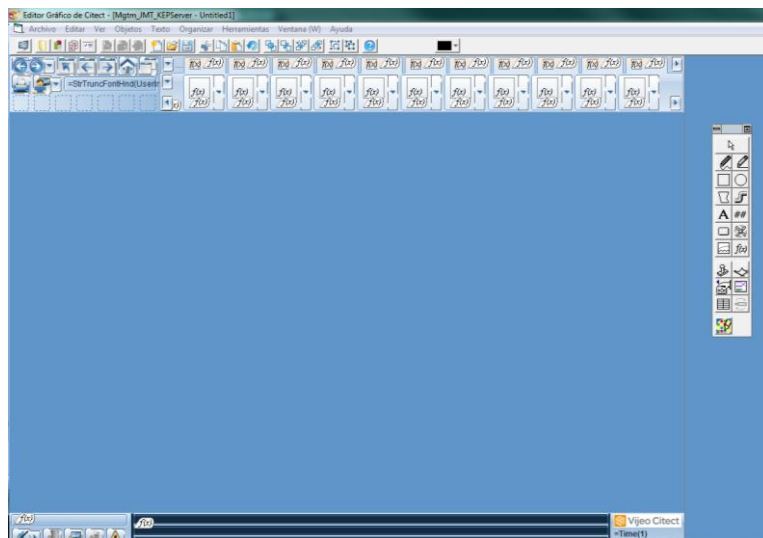 Editor Gráfico de Citect - [Mgtm_JMT_KEPServer - Untitled1]
Archivo Editar Ver Objetos Texto Organizar Herramientas Ventana (W) Ayuda
f(x) f(x) f(x) f(x) f(x) f(x) f(x) f(x) f(x) f(x) f(x) f(x) f(x) f(x) f(x) f(x) f(x) f(x) f(x) f(x) f(x) f(x)
=StrTruncFontHnd(UserIn
f(x) f(x) f(x) f(x) f(x) f(x) f(x) f(x) f(x) f(x) f(x)
f(x) f(x) f(x) f(x) f(x) f(x) f(x) f(x) f(x) f(x) f(x)
A ##
f(x)
f(x)
f(x)
Vijeo Citect
=Time(1)